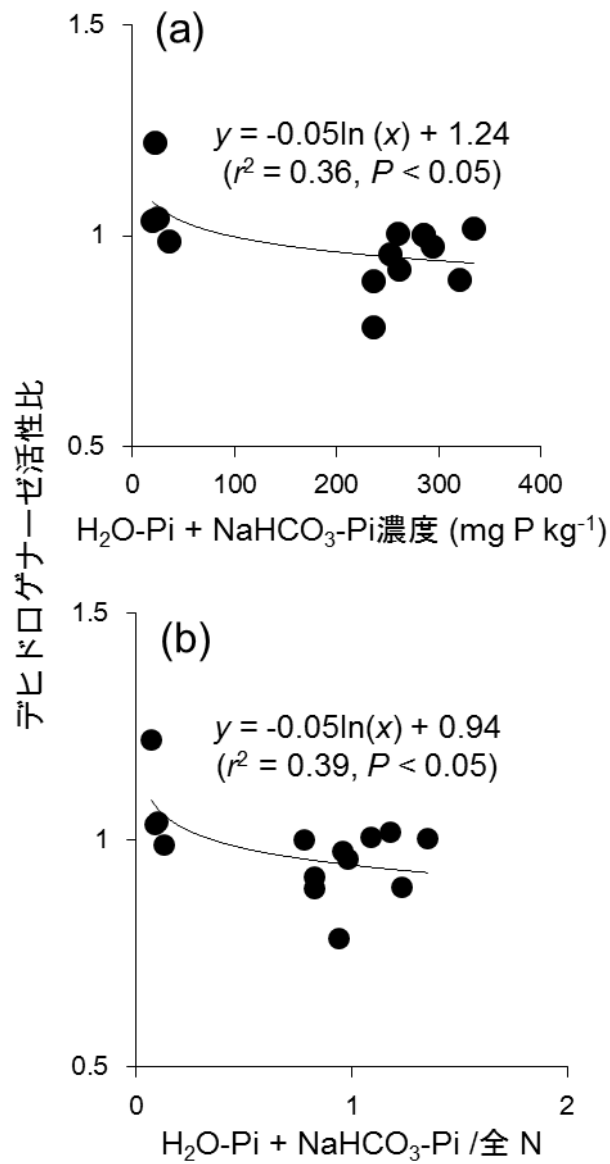 デヒドロゲナーゼ活性比
(a)
1.5
1
0.5
y = -0.05ln (x) + 1.24
(r² = 0.36, P < 0.05)
0 100 200 300 400
H₂O-Pi + NaHCO₃-Pi濃度 (mg P kg⁻¹)
(b)
1.5
1
0.5
y = -0.05ln(x) + 0.94
(r² = 0.39, P < 0.05)
0 1 2
H₂O-Pi + NaHCO₃-Pi /全 N